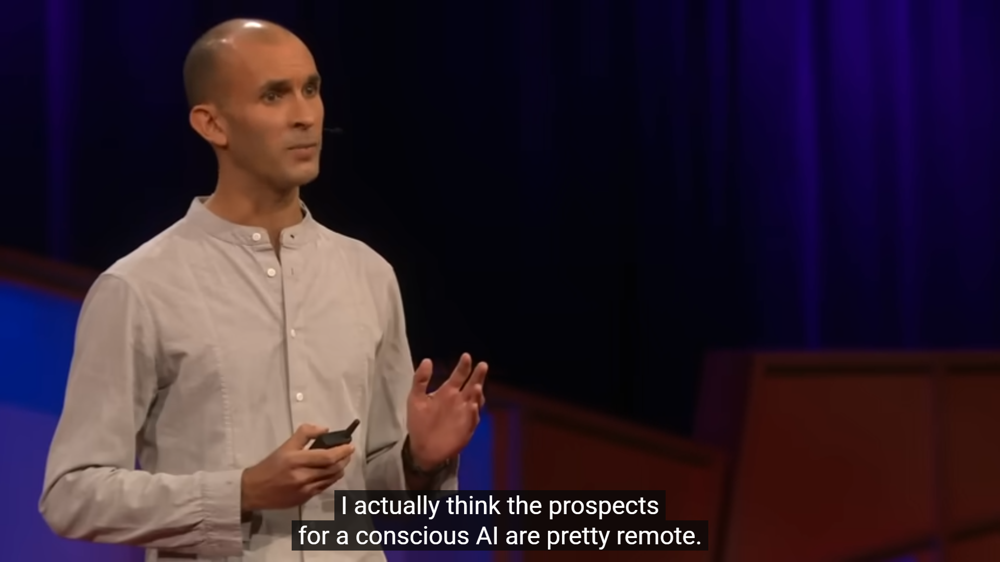 I actually think the prospects
for a conscious AI are pretty remote.